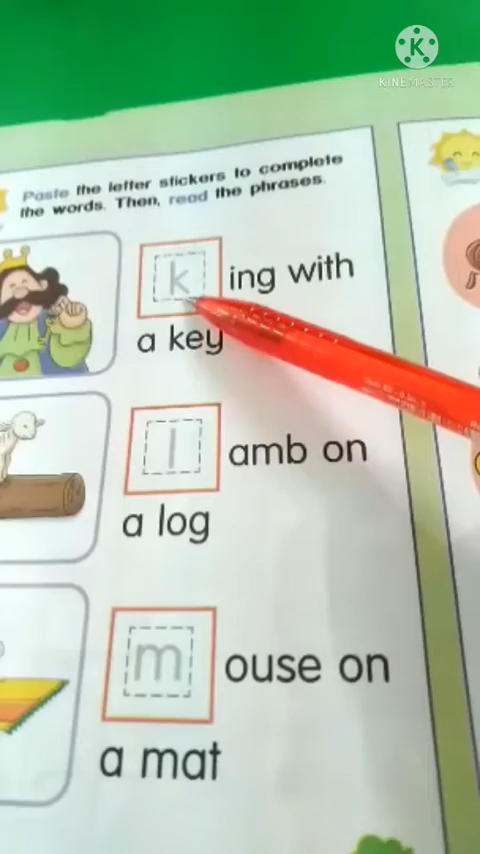 KINEMASTER
Paste the letter stickers to complete
the words. Then, read the phrases.
k ing with
a key
l amb on
a log
m ouse on
a mat